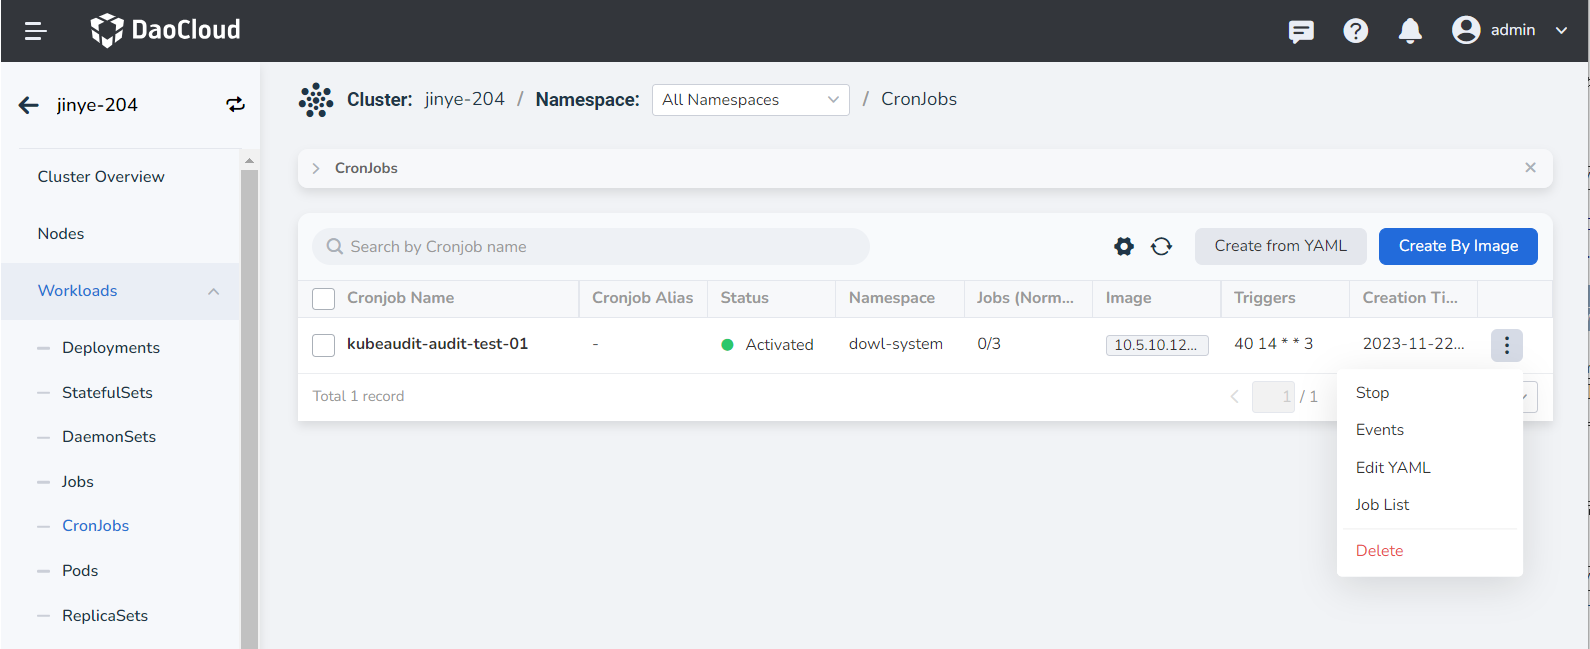 DaoCloud
admin
jinye-204
Cluster: jinye-204 / Namespace: All Namespaces / CronJobs
Cluster Overview
Nodes
Workloads
Deployments
StatefulSets
DaemonSets
Jobs
CronJobs
Pods
ReplicaSets
CronJobs
Search by Cronjob name
Create from YAML
Create By Image
Cronjob Name Cronjob Alias Status Namespace Jobs (Norm... Image Triggers Creation Ti...
kubeaudit-audit-test-01 - Activated dowl-system 0/3 10.5.10.12... 40 14 * * 3 2023-11-22...
Total 1 record
1 / 1
Stop
Events
Edit YAML
Job List
Delete